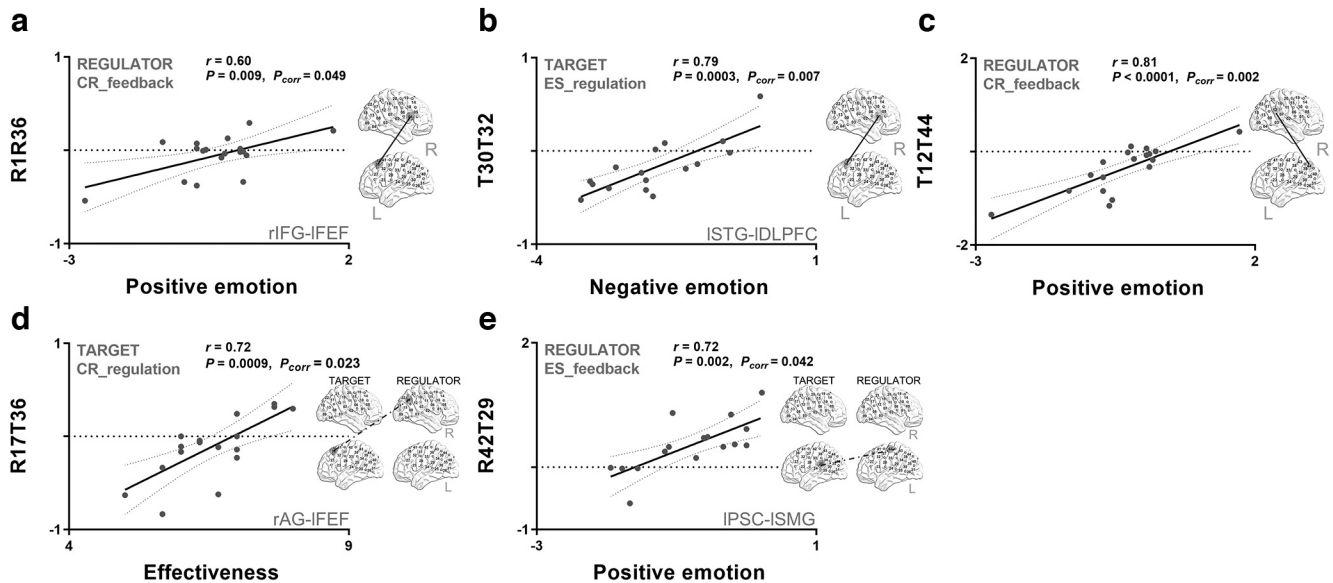 a
REGULATOR
CR_feedback
r = 0.60
P = 0.009, Pcorr = 0.049
1
R1R36
-1
-3
2
rIFG-lFEF
R
L
Positive emotion
b
TARGET
ES_regulation
r = 0.79
P = 0.0003, Pcorr = 0.007
1
T30T32
-1
-4
1
lSTG-lDLPFC
R
L
Negative emotion
c
REGULATOR
CR_feedback
r = 0.81
P < 0.0001, Pcorr = 0.002
2
T12T44
-2
-3
2
R
L
Positive emotion
d
TARGET
CR_regulation
r = 0.72
P = 0.0009, Pcorr = 0.023
TARGET REGULATOR
1
R17T36
-1
4
9
rAG-lFEF
R
L
Effectiveness
e
REGULATOR
ES_feedback
r = 0.72
P = 0.002, Pcorr = 0.042
TARGET REGULATOR
2
R42T29
-1
-3
1
lPSC-lSMG
R
L
Positive emotion